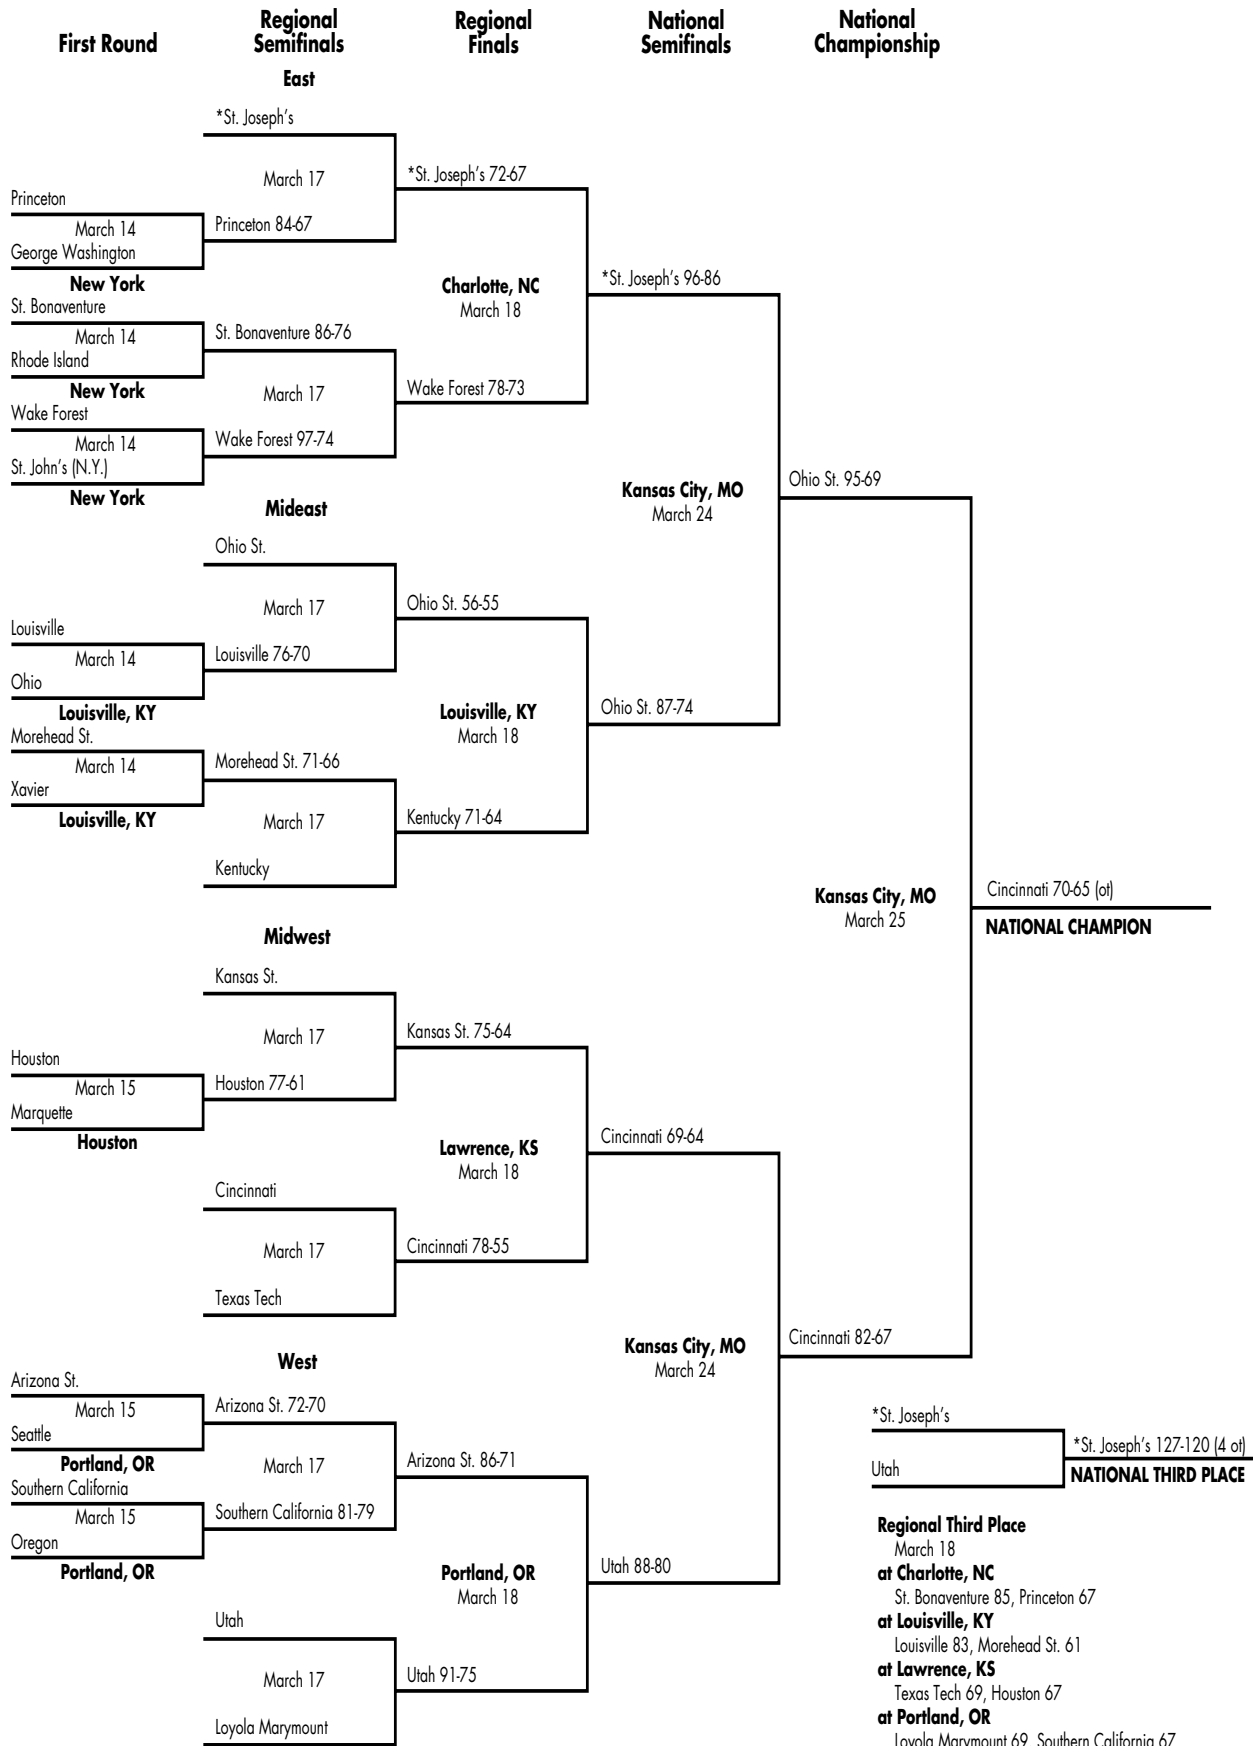 First Round
Regional
Semifinals
Regional
Finals
National
Semifinals
National
Championship
East
*St. Joseph's
March 17
*St. Joseph's 72-67
Princeton
March 14
Princeton 84-67
George Washington
New York
Charlotte, NC
March 18
*St. Joseph's 96-86
St. Bonaventure
March 14
St. Bonaventure 86-76
Rhode Island
New York
March 17
Wake Forest 78-73
Wake Forest
March 14
Wake Forest 97-74
St. John's (N.Y.)
New York
Kansas City, MO
March 24
Ohio St. 95-69
Mideast
Ohio St.
March 17
Ohio St. 56-55
Louisville
March 14
Louisville 76-70
Ohio
Louisville, KY
Louisville, KY
March 18
Ohio St. 87-74
Morehead St.
March 14
Morehead St. 71-66
Xavier
Louisville, KY
March 17
Kentucky 71-64
Kentucky
Kansas City, MO
March 25
Cincinnati 70-65 (ot)
NATIONAL CHAMPION
Midwest
Kansas St.
March 17
Kansas St. 75-64
Houston
March 15
Houston 77-61
Marquette
Houston
Lawrence, KS
March 18
Cincinnati 69-64
Cincinnati
March 17
Cincinnati 78-55
Texas Tech
Kansas City, MO
March 24
Cincinnati 82-67
West
Arizona St.
March 15
Arizona St. 72-70
Seattle
Portland, OR
March 17
Arizona St. 86-71
Southern California
March 15
Southern California 81-79
Oregon
Portland, OR
Portland, OR
March 18
Utah 88-80
Utah
March 17
Utah 91-75
Loyola Marymount
*St. Joseph's
*St. Joseph's 127-120 (4 ot)
Utah
NATIONAL THIRD PLACE
Regional Third Place
March 18
at Charlotte, NC
St. Bonaventure 85, Princeton 67
at Louisville, KY
Louisville 83, Morehead St. 61
at Lawrence, KS
Texas Tech 69, Houston 67
at Portland, OR
Loyola Marymount 69, Southern California 67